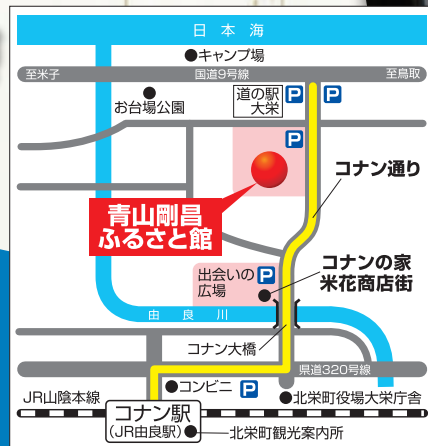 日本海
●キャンプ場
至米子
国道9号線
至鳥取
お台場公園
道の駅
大栄
P
P
P
コナン通り
青山剛昌
ふるさと館
出会いの
広場
P
コナンの家
米花商店街
由良川
コナン大橋
県道320号線
●コンビニ
P
JR山陰本線
●北栄町役場大栄庁舎
コナン駅
(JR由良駅)
●北栄町観光案内所